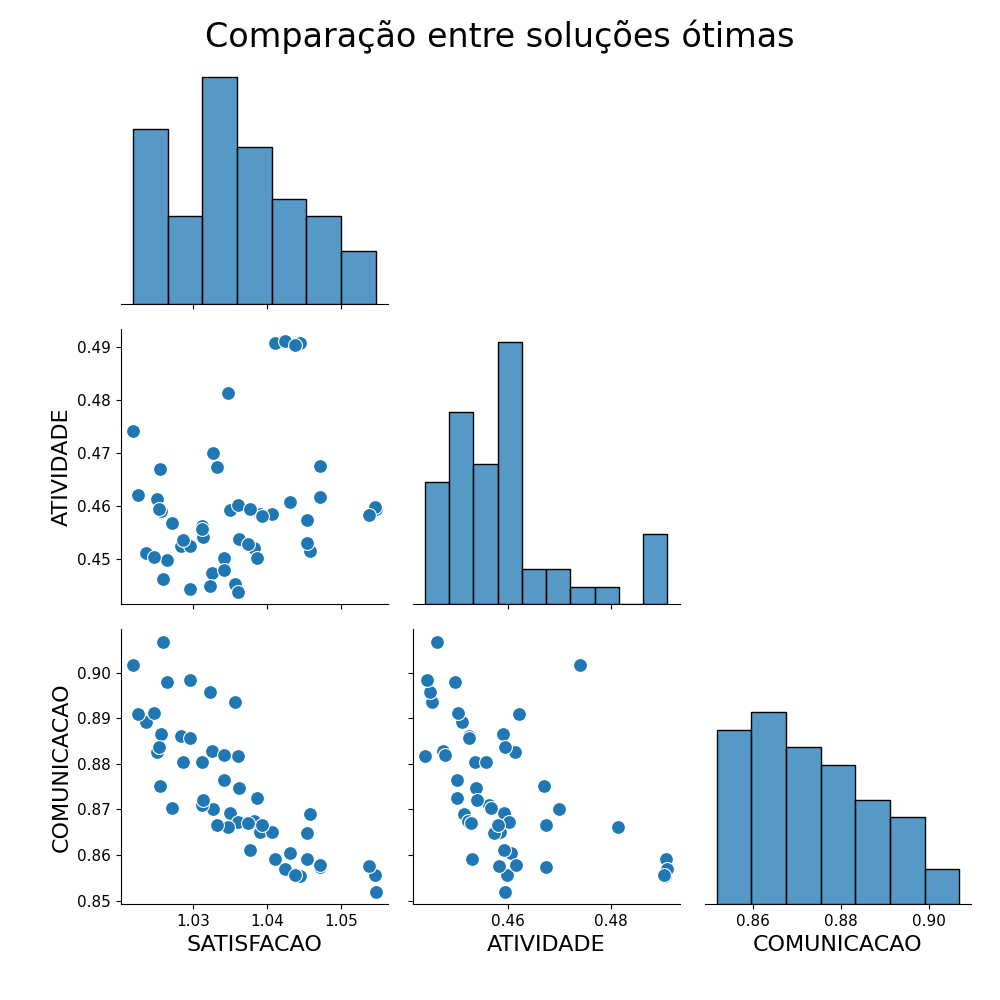 Comparação entre soluções ótimas
0.49
0.48
0.47
0.46
0.45
ATIVIDADE
0.90
0.89
0.88
0.87
0.86
0.85
COMUNICACAO
1.03 1.04 1.05
SATISFACAO
0.46 0.48
ATIVIDADE
0.86 0.88 0.90
COMUNICACAO